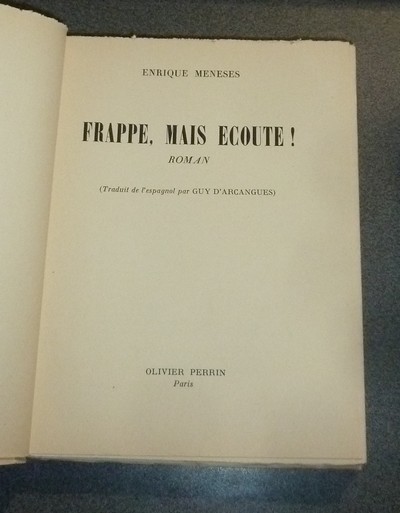 ENRIQUE MENESES
FRAPPE, MAIS ECOUTE !
ROMAN
(Traduit de l'espagnol par GUY D'ARCANGUES)
OLIVIER PERRIN
Paris